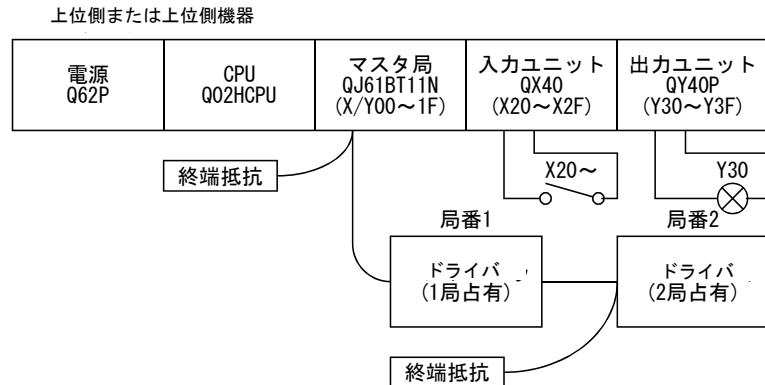 上位側または上位側機器
電源
Q62P
CPU
Q02HCPU
マスタ局
QJ61BT11N
(X/Y00～1F)
入力ユニット
QX40
(X20～X2F)
出力ユニット
QY40P
(Y30～Y3F)
終端抵抗
X20～
Y30
局番1
局番2
ドライバ
(1局占有)
ドライバ
(2局占有)
終端抵抗